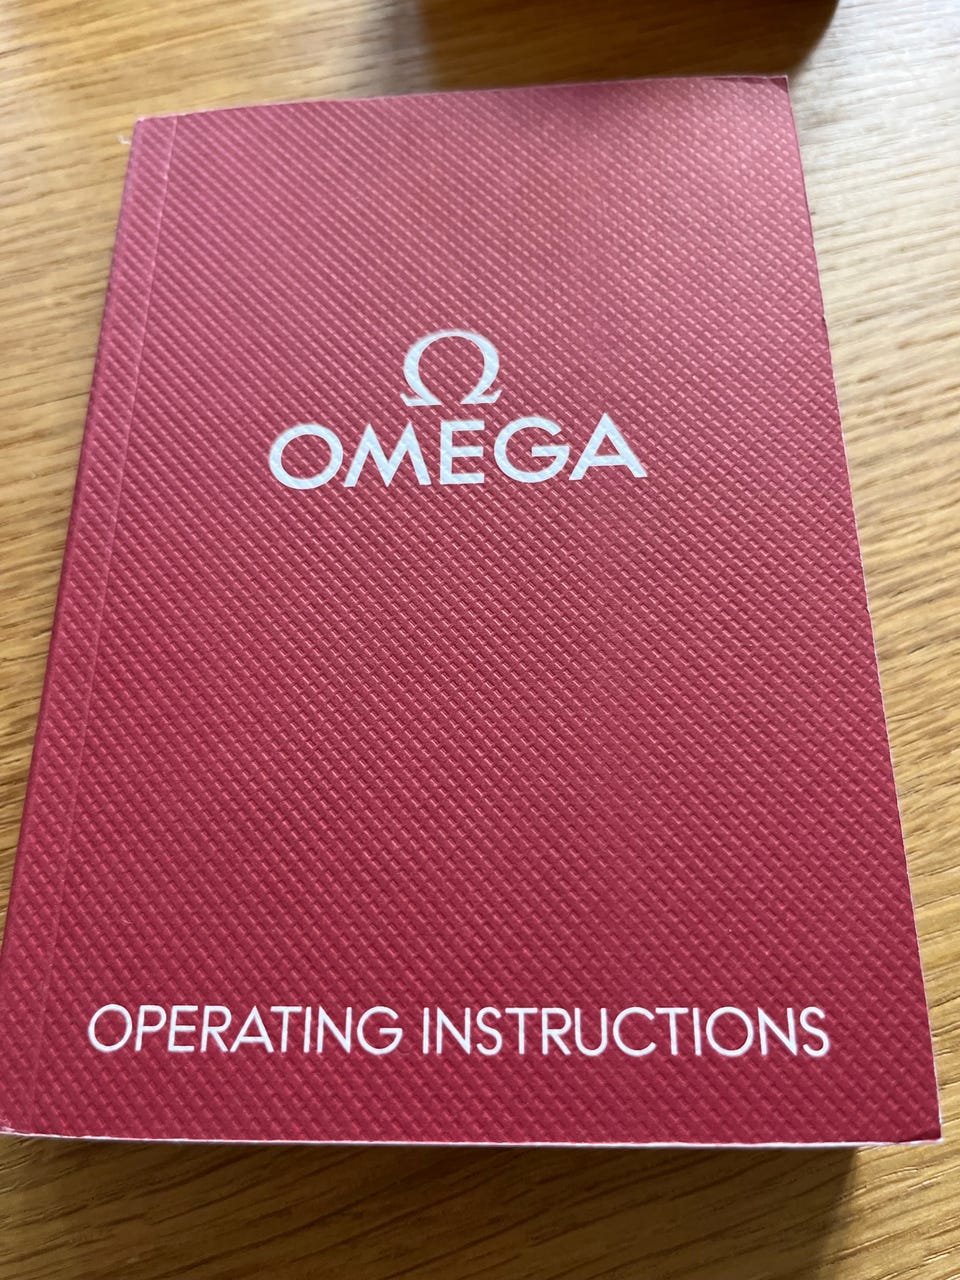 Ω
OMEGA
OPERATING INSTRUCTIONS